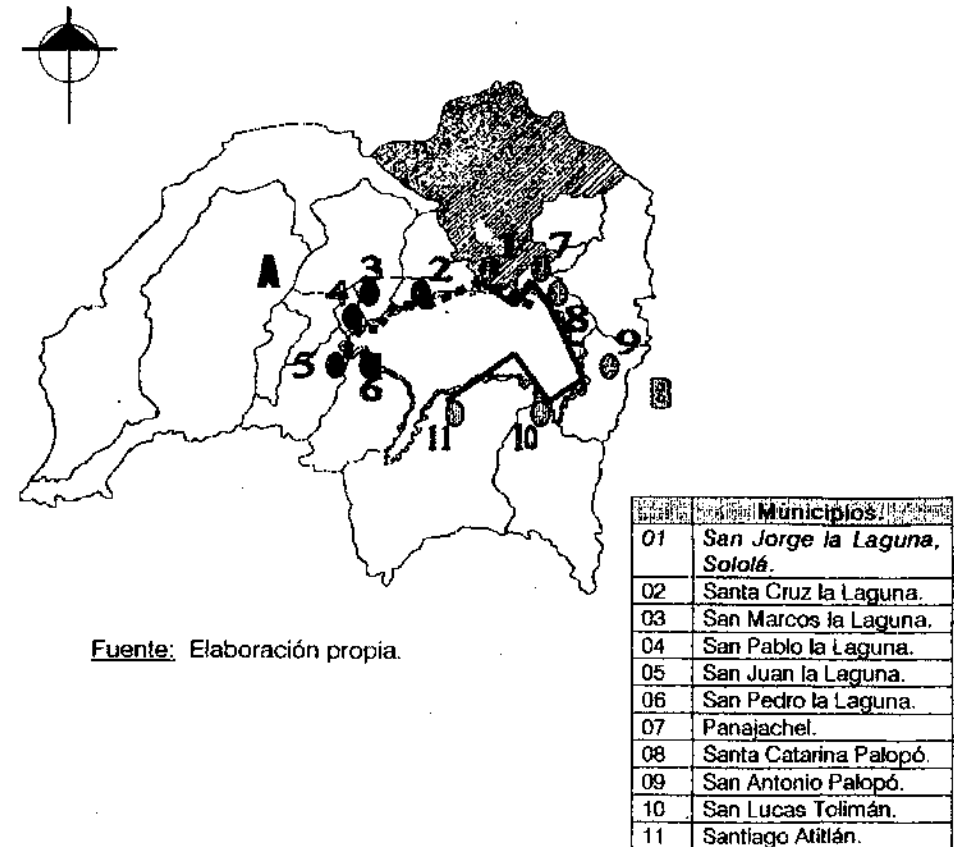 1
7
A
3
2
4
8
9
5
6
B
11
10
Municipios.
01 San Jorge la Laguna,
Sololá.
02 Santa Cruz la Laguna.
03 San Marcos la Laguna.
04 San Pablo la Laguna.
05 San Juan la Laguna.
06 San Pedro la Laguna.
07 Panajachel.
08 Santa Catarina Palopó.
09 San Antonio Palopó.
10 San Lucas Tolimán.
11 Santiago Atitlán.
Fuente: Elaboración propia.